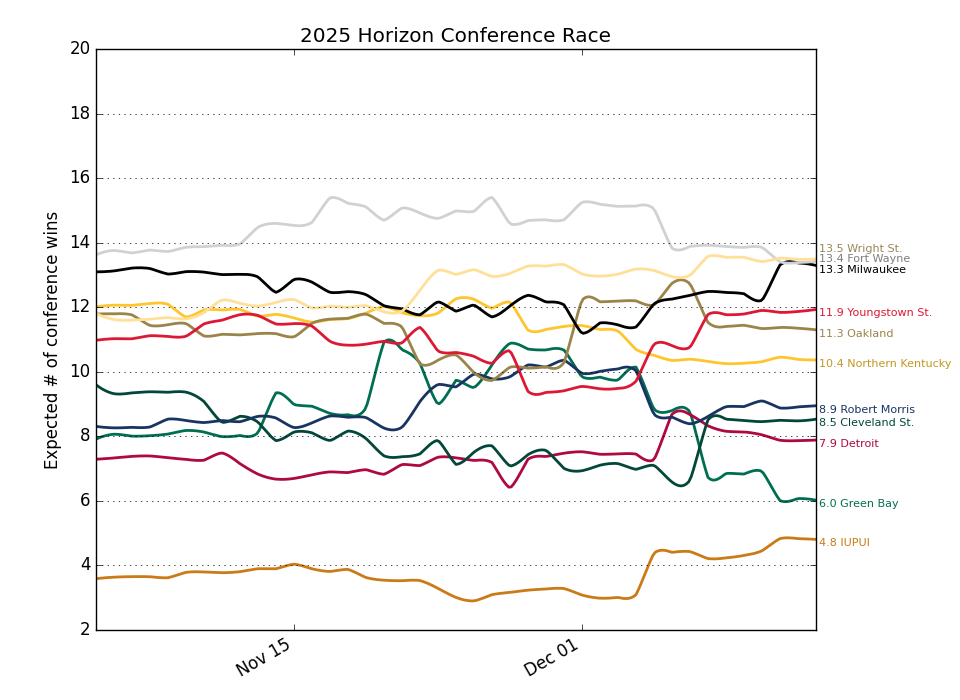 2025 Horizon Conference Race
Expected # of conference wins
20
18
16
14
12
10
8
6
4
2
Nov 15
Dec 01
13.5 Wright St.
13.4 Fort Wayne
13.3 Milwaukee
11.9 Youngstown St.
11.3 Oakland
10.4 Northern Kentucky
8.9 Robert Morris
8.5 Cleveland St.
7.9 Detroit
6.0 Green Bay
4.8 IUPUI